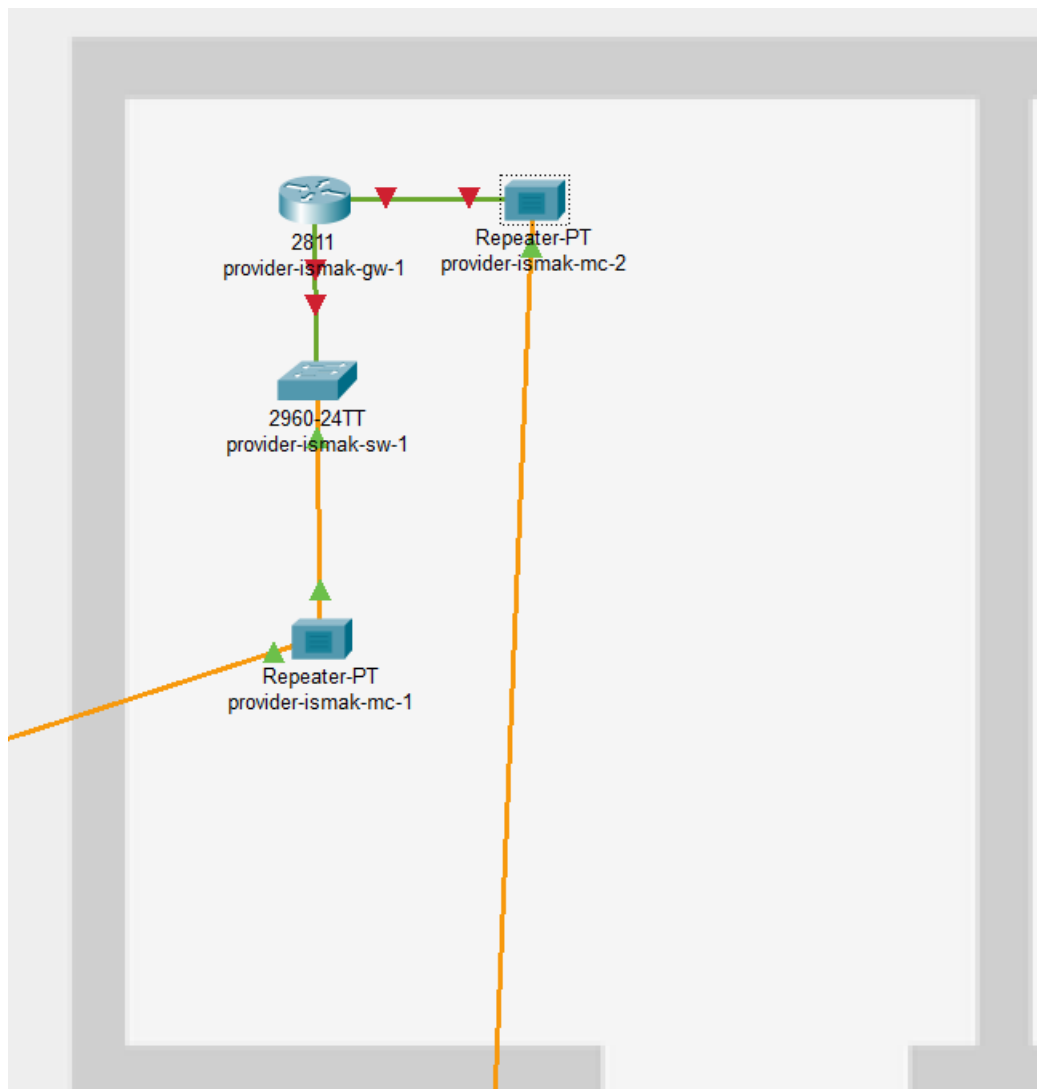 2811
provider-ismak-gw-1
Repeater-PT
provider-ismak-mc-2
2960-24TT
provider-ismak-sw-1
Repeater-PT
provider-ismak-mc-1